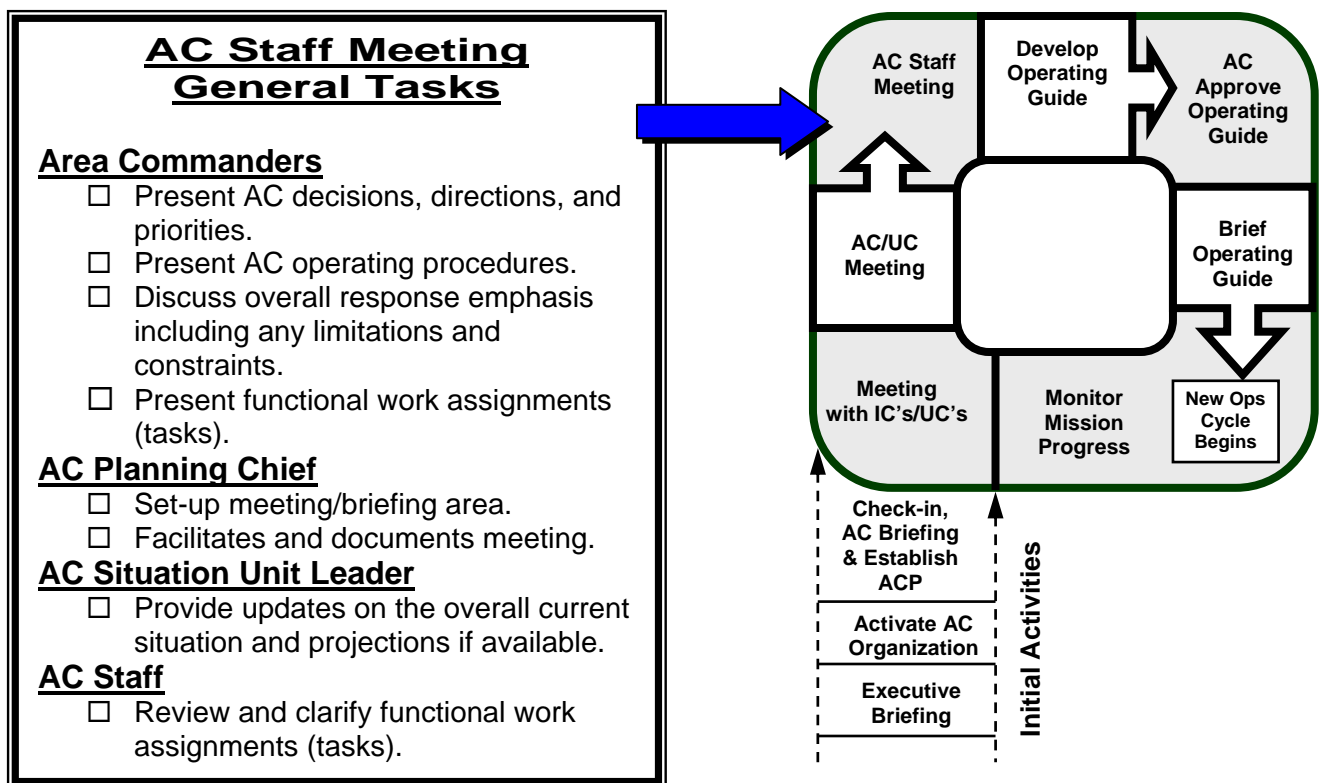 AC Staff Meeting
General Tasks
Area Commanders
☐ Present AC decisions, directions, and
priorities.
☐ Present AC operating procedures.
☐ Discuss overall response emphasis
including any limitations and
constraints.
☐ Present functional work assignments
(tasks).
AC Planning Chief
☐ Set-up meeting/briefing area.
☐ Facilitates and documents meeting.
AC Situation Unit Leader
☐ Provide updates on the overall current
situation and projections if available.
AC Staff
☐ Review and clarify functional work
assignments (tasks).
AC Staff
Meeting
Develop
Operating
Guide
AC
Approve
Operating
Guide
AC/UC
Meeting
Brief
Operating
Guide
Meeting
with IC's/UC's
Monitor
Mission
Progress
New Ops
Cycle
Begins
Check-in,
AC Briefing
& Establish
ACP
Activate AC
Organization
Executive
Briefing
Initial Activities